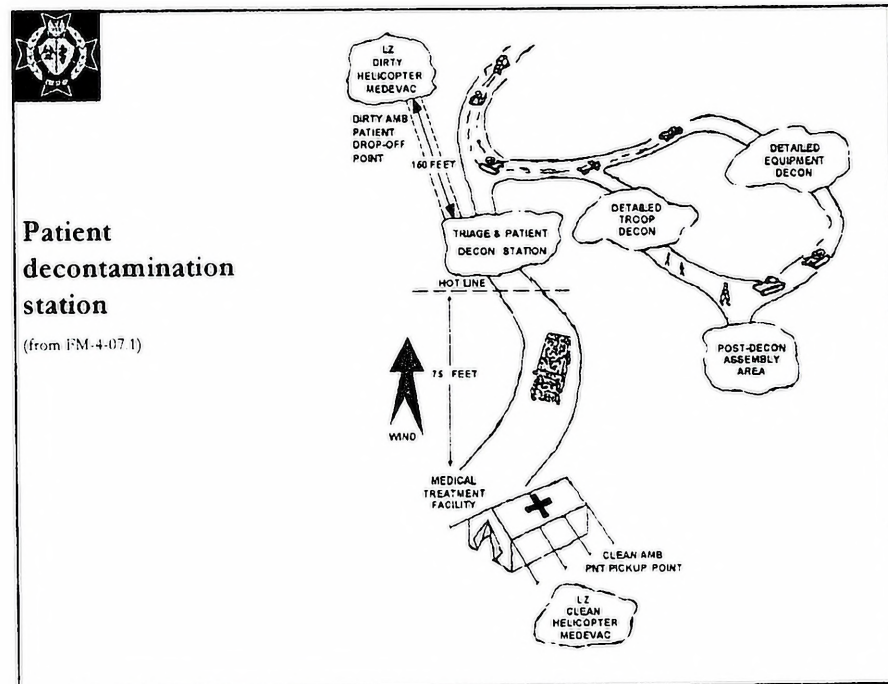 Patient
decontamination
station
(from FM-4-07.1)
LZ
DIRTY
HELICOPTER
MEDEVAC
DIRTY AMB
PATIENT
DROP-OFF
POINT
160 FEET
TRIAGE & PATIENT
DECON STATION
HOT LINE
75 FEET
WIND
MEDICAL
TREATMENT
FACILITY
CLEAN AMB
PNT PICKUP POINT
LZ
CLEAN
HELICOPTER
MEDEVAC
DETAILED
TROOP
DECON
DETAILED
EQUIPMENT
DECON
POST-DECON
ASSEMBLY
AREA